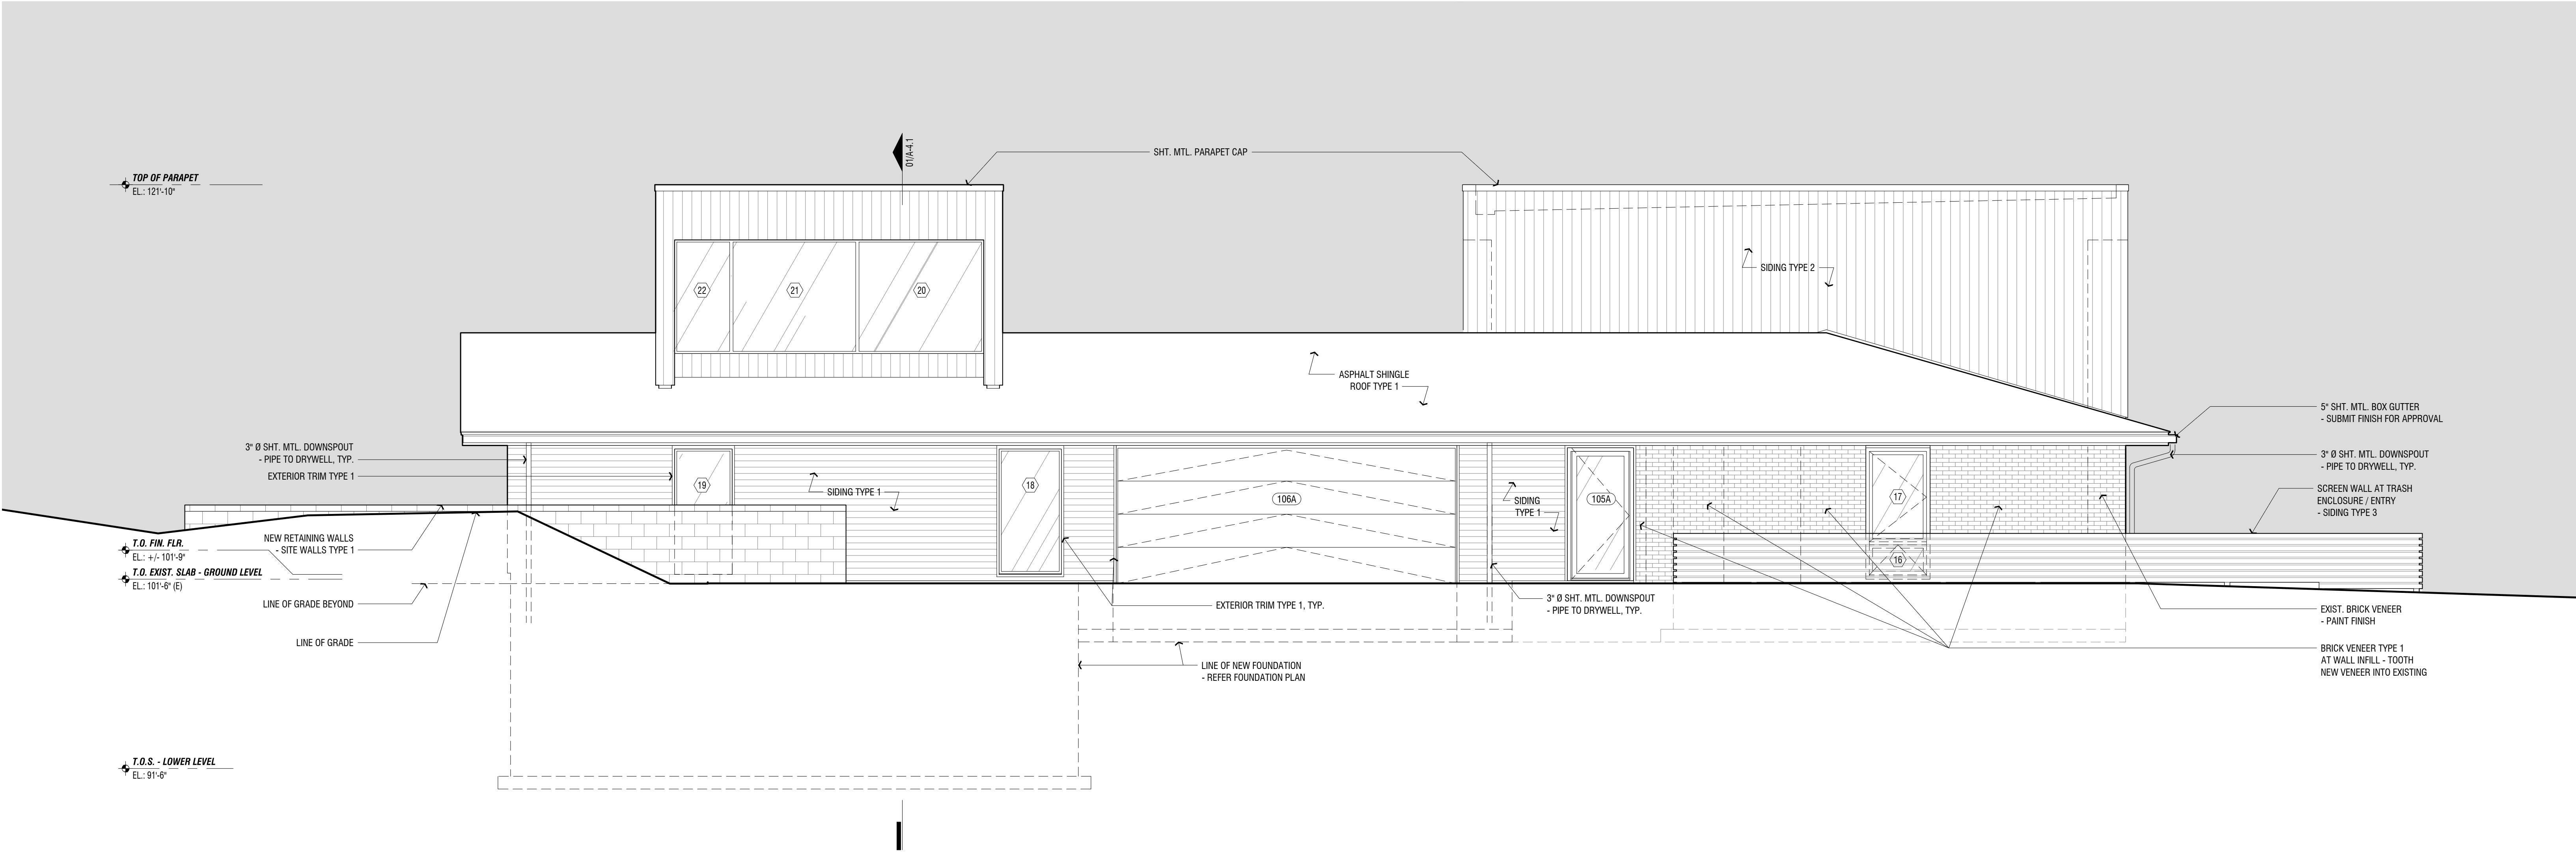 01/A-4.1
SHT. MTL. PARAPET CAP
TOP OF PARAPET
EL.: 121'-10"
22
21
20
SIDING TYPE 2
ASPHALT SHINGLE
ROOF TYPE 1
5" SHT. MTL. BOX GUTTER
- SUBMIT FINISH FOR APPROVAL
3" Ø SHT. MTL. DOWNSPOUT
- PIPE TO DRYWELL, TYP.
EXTERIOR TRIM TYPE 1
3" Ø SHT. MTL. DOWNSPOUT
- PIPE TO DRYWELL, TYP.
19
SIDING TYPE 1
18
106A
SIDING
TYPE 1
105A
17
16
SCREEN WALL AT TRASH
ENCLOSURE / ENTRY
- SIDING TYPE 3
NEW RETAINING WALLS
- SITE WALLS TYPE 1
T.O. FIN. FLR.
EL.: +/- 101'-9"
T.O. EXIST. SLAB - GROUND LEVEL
EL.: 101'-6" (E)
LINE OF GRADE BEYOND
LINE OF GRADE
EXTERIOR TRIM TYPE 1, TYP.
3" Ø SHT. MTL. DOWNSPOUT
- PIPE TO DRYWELL, TYP.
EXIST. BRICK VENEER
- PAINT FINISH
LINE OF NEW FOUNDATION
- REFER FOUNDATION PLAN
BRICK VENEER TYPE 1
AT WALL INFILL - TOOTH
NEW VENEER INTO EXISTING
T.O.S. - LOWER LEVEL
EL.: 91'-6"